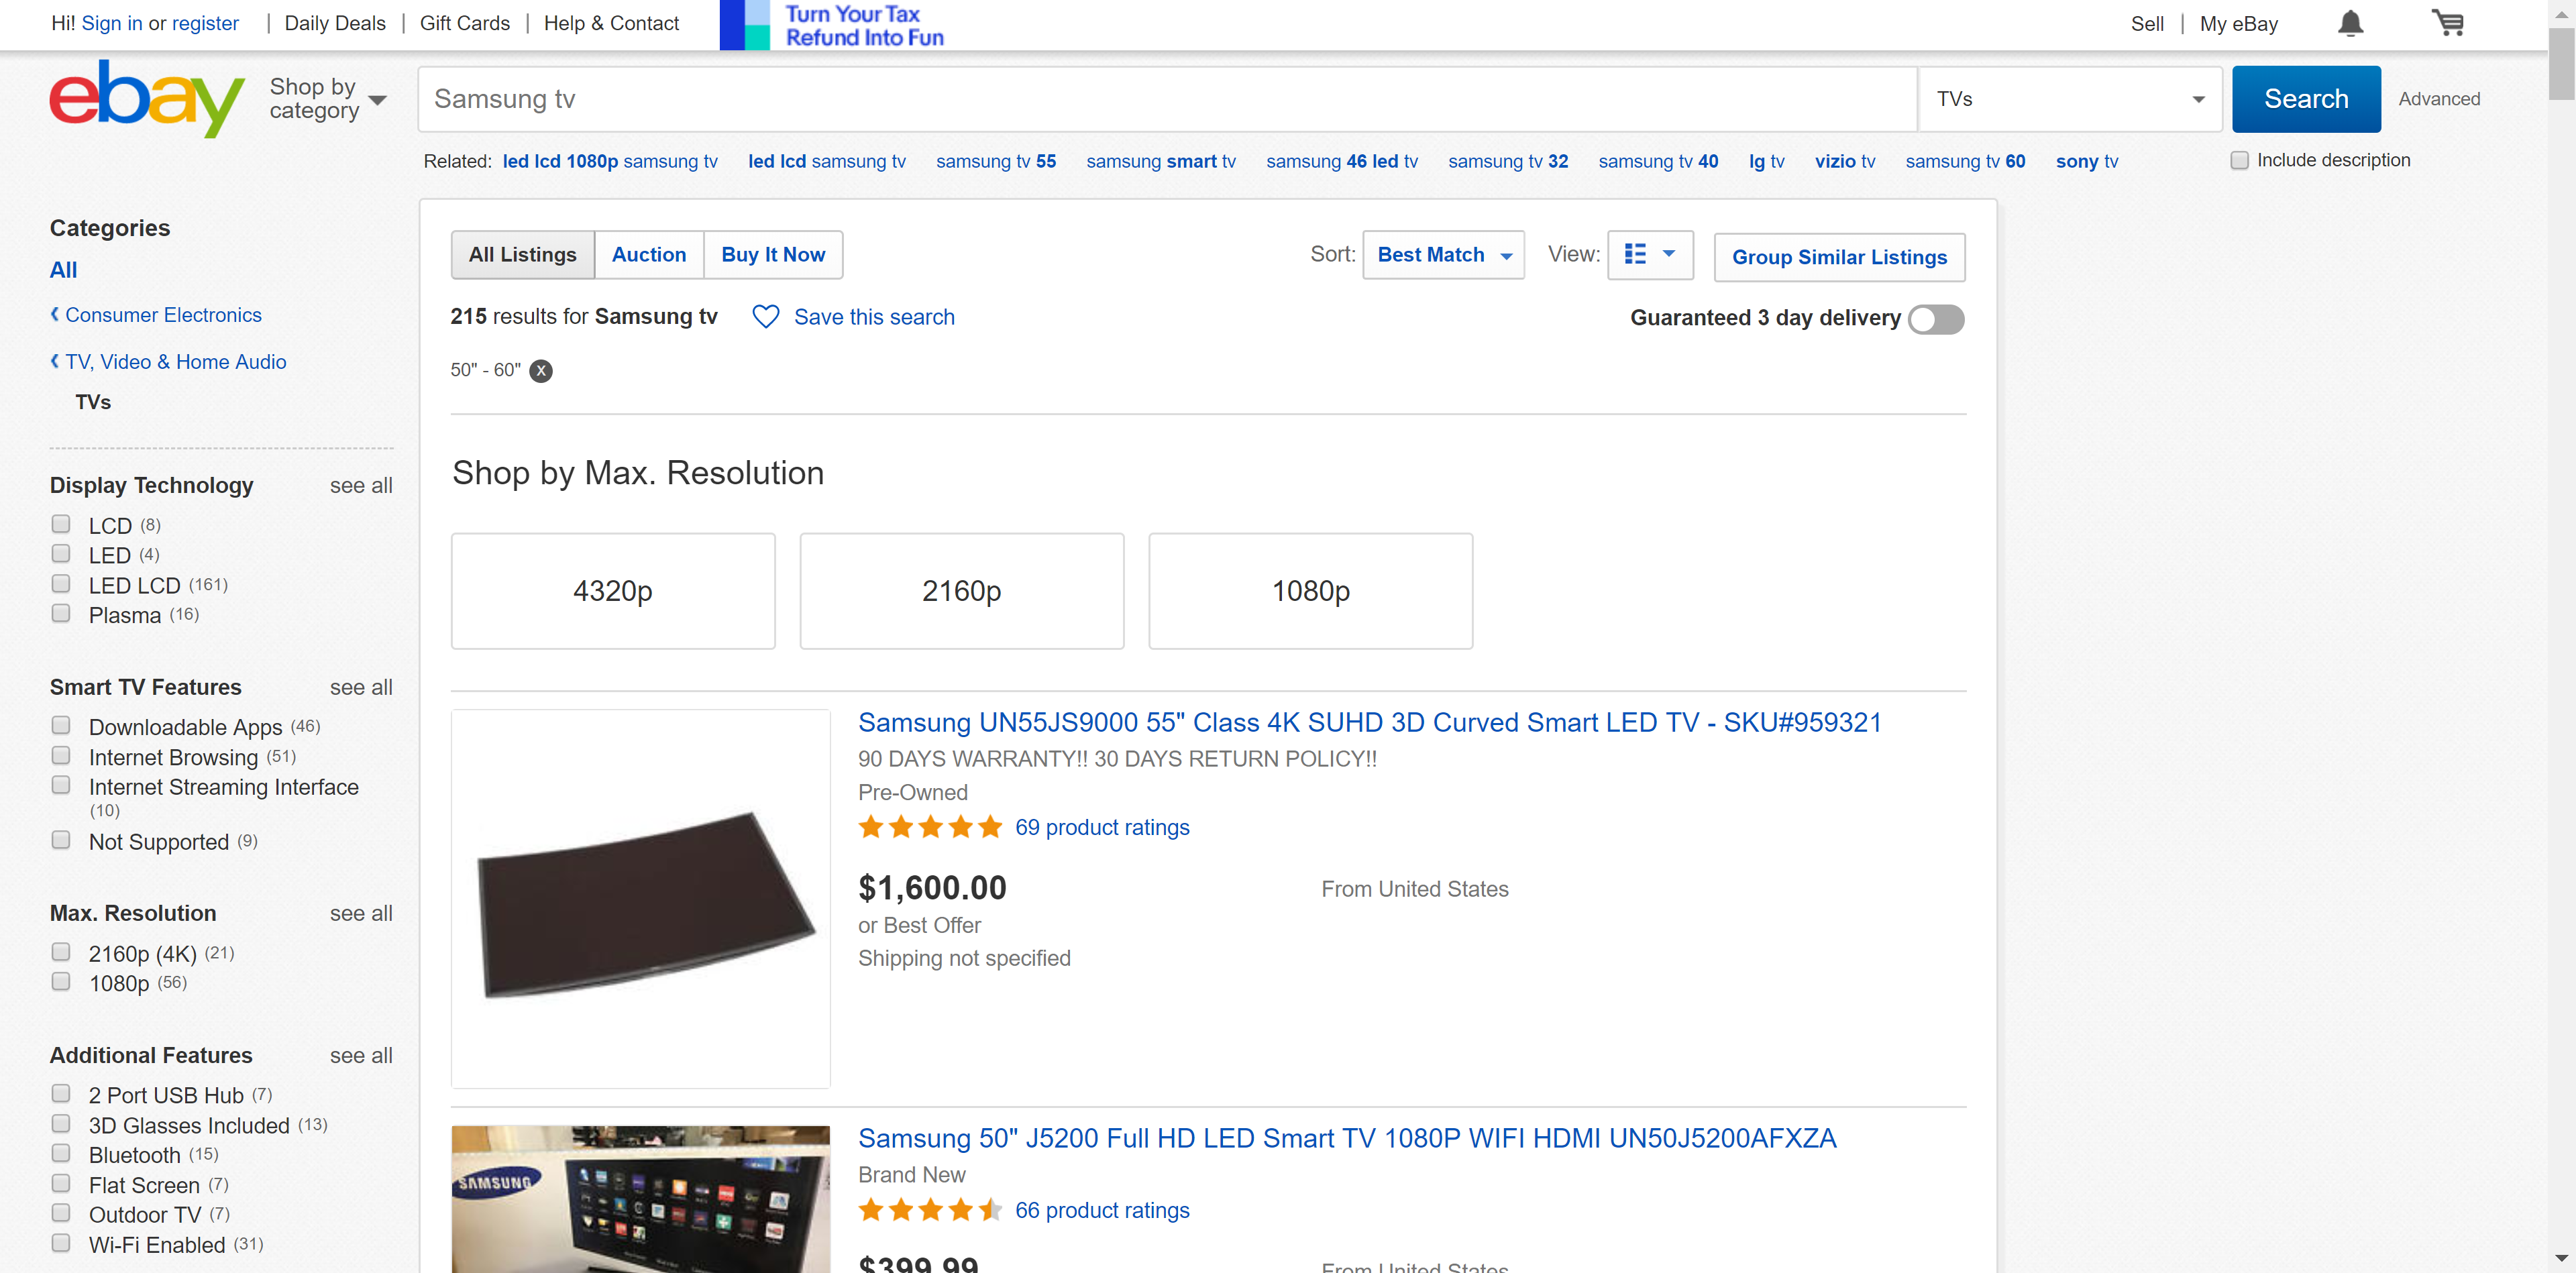 Hi! Sign in or register | Daily Deals | Gift Cards | Help & Contact
Turn Your Tax
Refund Into Fun
Sell | My eBay
ebay
Shop by
category
Samsung tv
TVs
Search
Advanced
Related: led lcd 1080p samsung tv led lcd samsung tv samsung tv 55 samsung smart tv samsung 46 led tv samsung tv 32 samsung tv 40 lg tv vizio tv samsung tv 60 sony tv
Include description
Categories
All
Consumer Electronics
TV, Video & Home Audio
TVs
Display Technology see all
LCD (8)
LED (4)
LED LCD (161)
Plasma (16)
Smart TV Features see all
Downloadable Apps (46)
Internet Browsing (51)
Internet Streaming Interface
(10)
Not Supported (9)
Max. Resolution see all
2160p (4K) (21)
1080p (56)
Additional Features see all
2 Port USB Hub (7)
3D Glasses Included (13)
Bluetooth (15)
Flat Screen (7)
Outdoor TV (7)
Wi-Fi Enabled (31)
All Listings Auction Buy It Now
Sort: Best Match View: Group Similar Listings
215 results for Samsung tv Save this search
Guaranteed 3 day delivery
50" - 60" X
Shop by Max. Resolution
4320p 2160p 1080p
Samsung UN55JS9000 55" Class 4K SUHD 3D Curved Smart LED TV - SKU#959321
90 DAYS WARRANTY!! 30 DAYS RETURN POLICY!!
Pre-Owned
69 product ratings
$1,600.00 From United States
or Best Offer
Shipping not specified
SAMSUNG
Samsung 50" J5200 Full HD LED Smart TV 1080P WIFI HDMI UN50J5200AFXZA
Brand New
66 product ratings
$399.99 From United States